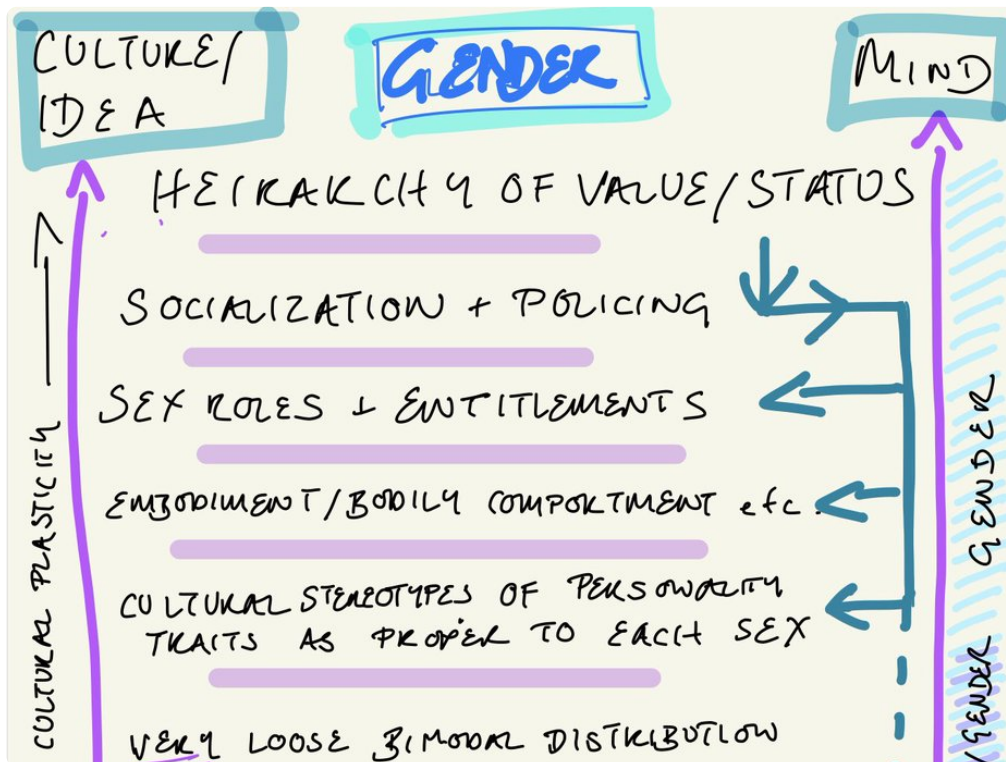 CULTURE/
IDEA
GENDER
MIND
HEIRARCHY OF VALUE/STATUS
SOCIALIZATION + POLICING
SEX ROLES + ENTITLEMENTS
EMBODIMENT/BODILY COMPORTMENT etc.
CULTURAL STEREOTYPES OF PERSONALITY
TRAITS AS PROPER TO EACH SEX
VERY LOOSE BIMODAL DISTRIBUTION
CULTURAL PLASTICITY
GENDER
/GENDER